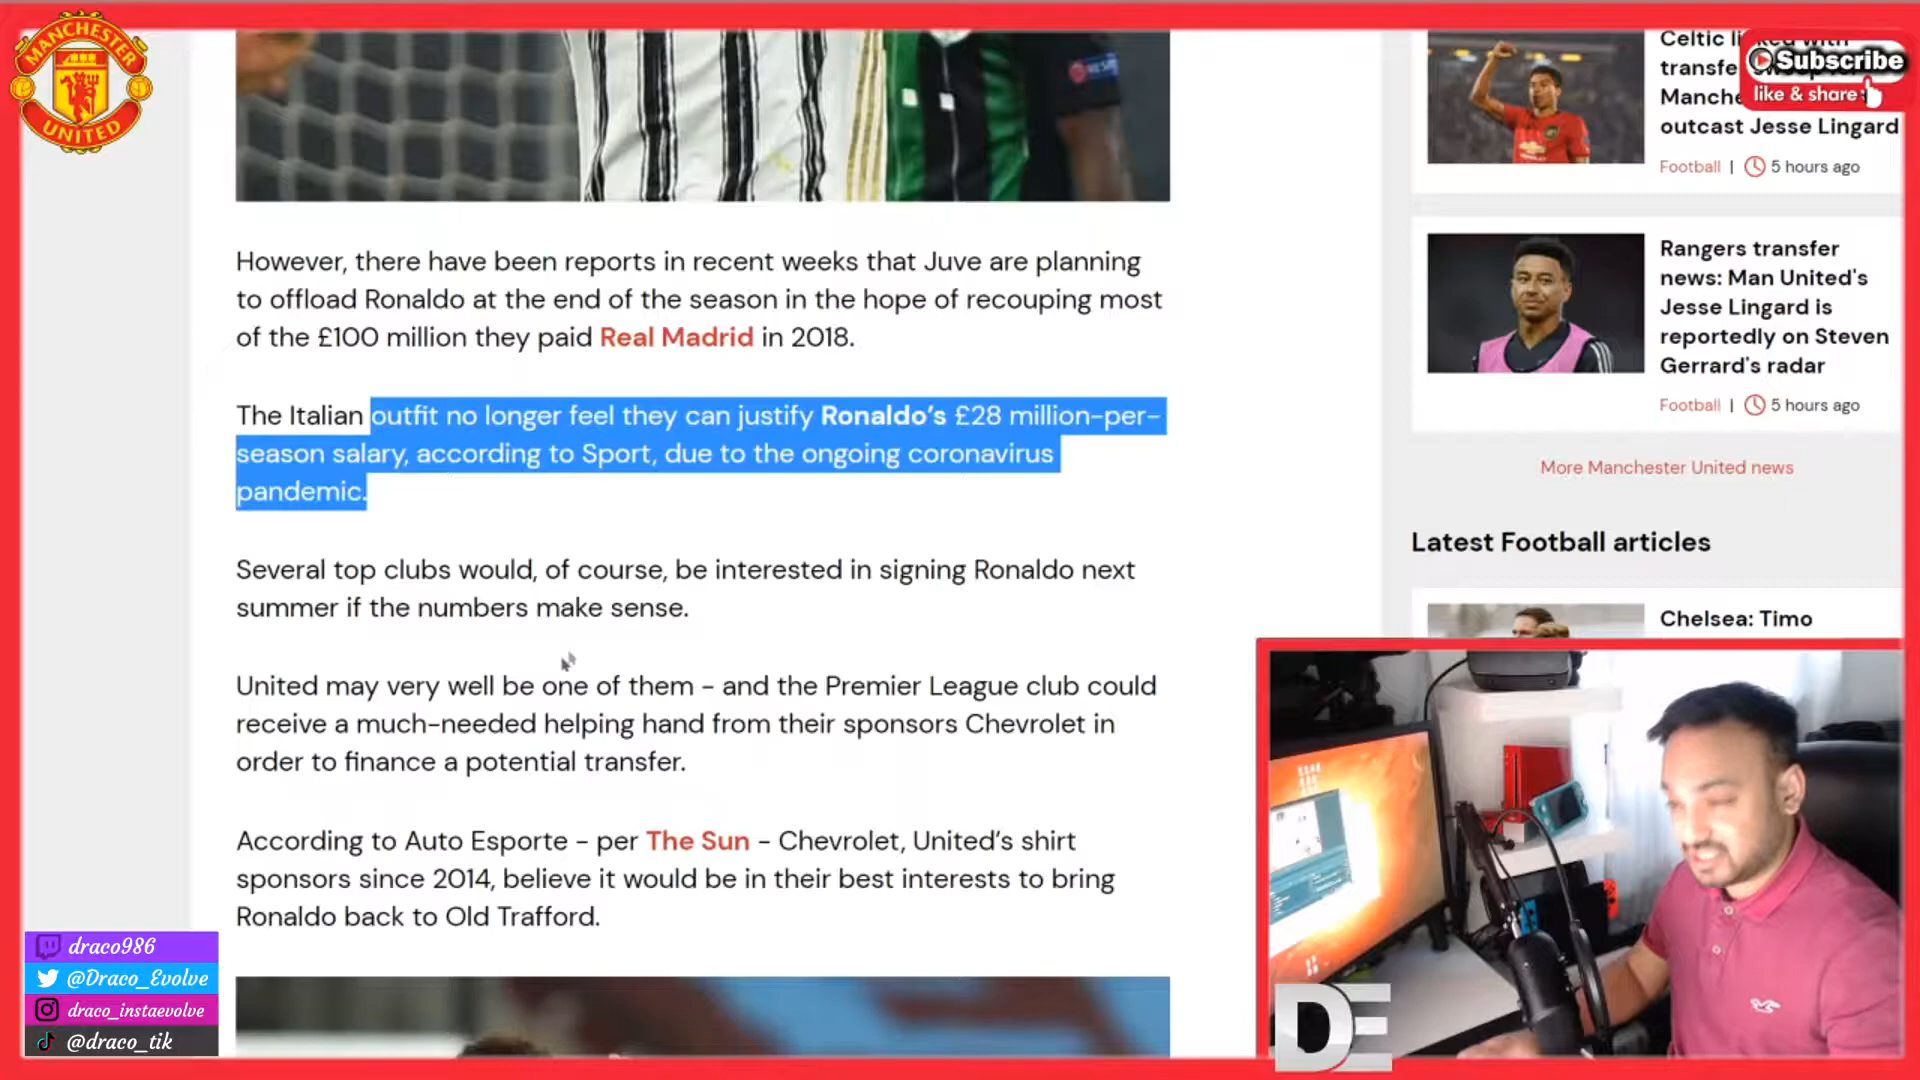 MANCHESTER
UNITED
However, there have been reports in recent weeks that Juve are planning
to offload Ronaldo at the end of the season in the hope of recouping most
of the £100 million they paid Real Madrid in 2018.
The Italian outfit no longer feel they can justify Ronaldo’s £28 million-per-
season salary, according to Sport, due to the ongoing coronavirus
pandemic.
Several top clubs would, of course, be interested in signing Ronaldo next
summer if the numbers make sense.
United may very well be one of them – and the Premier League club could
receive a much-needed helping hand from their sponsors Chevrolet in
order to finance a potential transfer.
According to Auto Esporte – per The Sun – Chevrolet, United’s shirt
sponsors since 2014, believe it would be in their best interests to bring
Ronaldo back to Old Trafford.
Celtic linked with
transfe
Manche
outcast Jesse Lingard
Football | 5 hours ago
Subscribe
like & share
Rangers transfer
news: Man United's
Jesse Lingard is
reportedly on Steven
Gerrard's radar
Football | 5 hours ago
More Manchester United news
Latest Football articles
Chelsea: Timo
draco986
@Draco_Evolve
draco_instaevolve
@draco_tik
DE